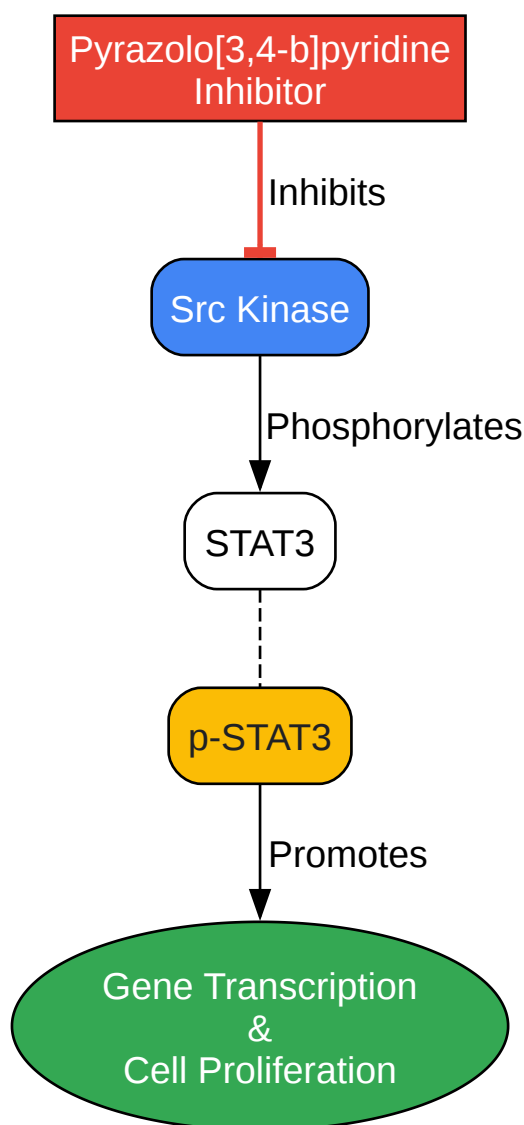 Pyrazolo[3,4-b]pyridine
Inhibitor
Inhibits
Src Kinase
Phosphorylates
STAT3
p-STAT3
Promotes
Gene Transcription
&
Cell Proliferation